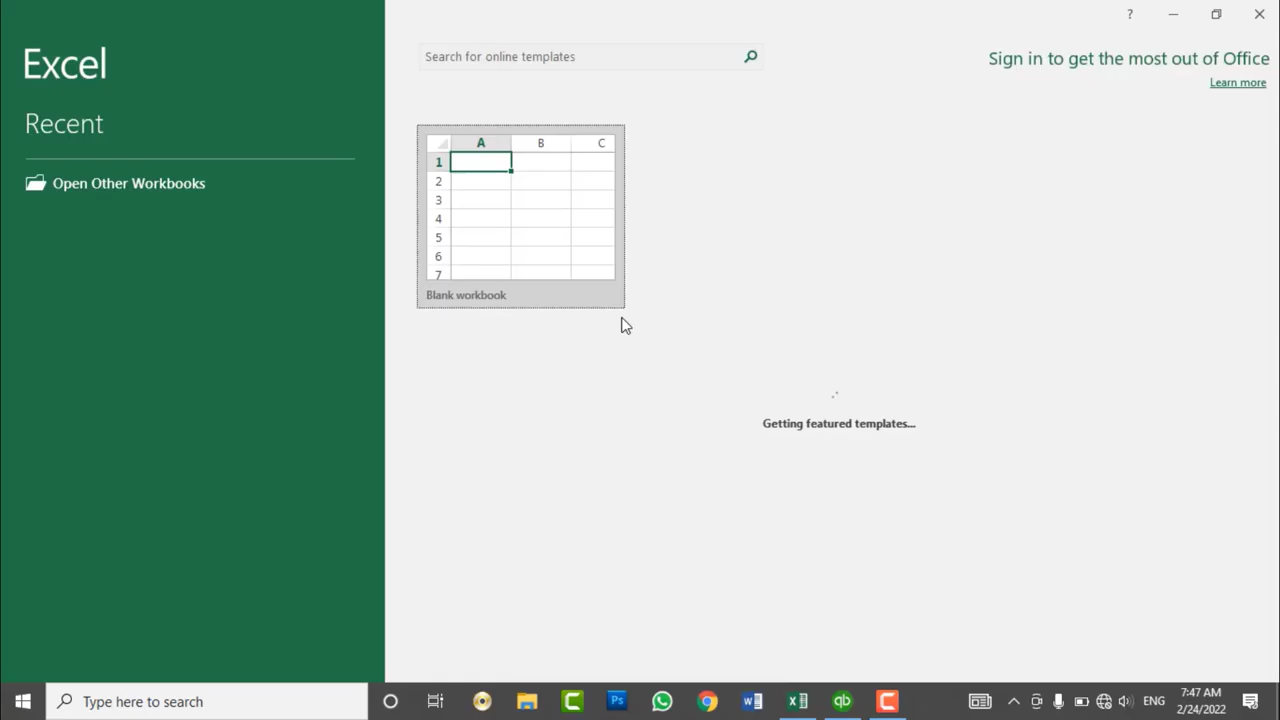 Excel
Recent
Open Other Workbooks
?
Search for online templates
Sign in to get the most out of Office
Learn more
A B C
1
2
3
4
5
6
7
Blank workbook
Getting featured templates...
Type here to search
Ps
W
X
qb
C
ENG
7:47 AM
2/24/2022